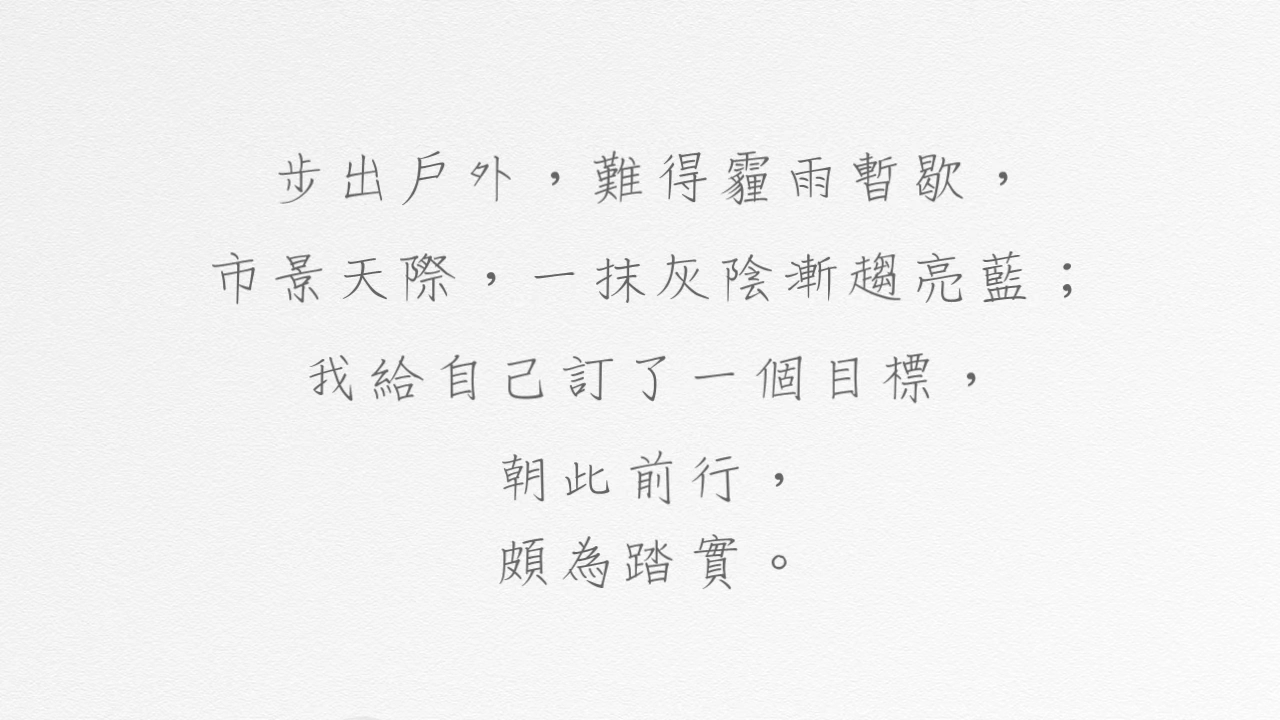 步出戶外，難得霾雨暫歇，
市景天際，一抹灰陰漸趨亮藍；
我給自己訂了一個目標，
朝此前行，
頗為踏實。